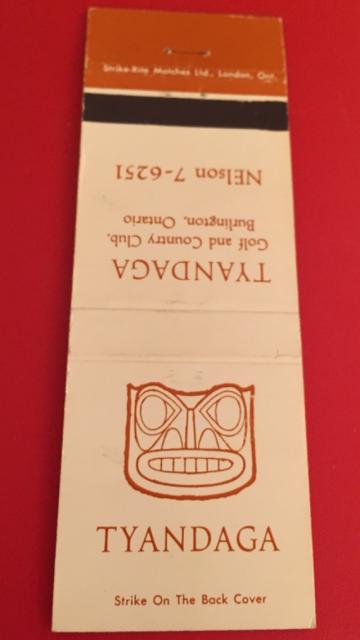 Strike-Rite Matches Ltd., London, Ont.
TYANDAGA
Golf and Country Club,
Burlington, Ontario
NElson 7-6251
TYANDAGA
Strike On The Back Cover